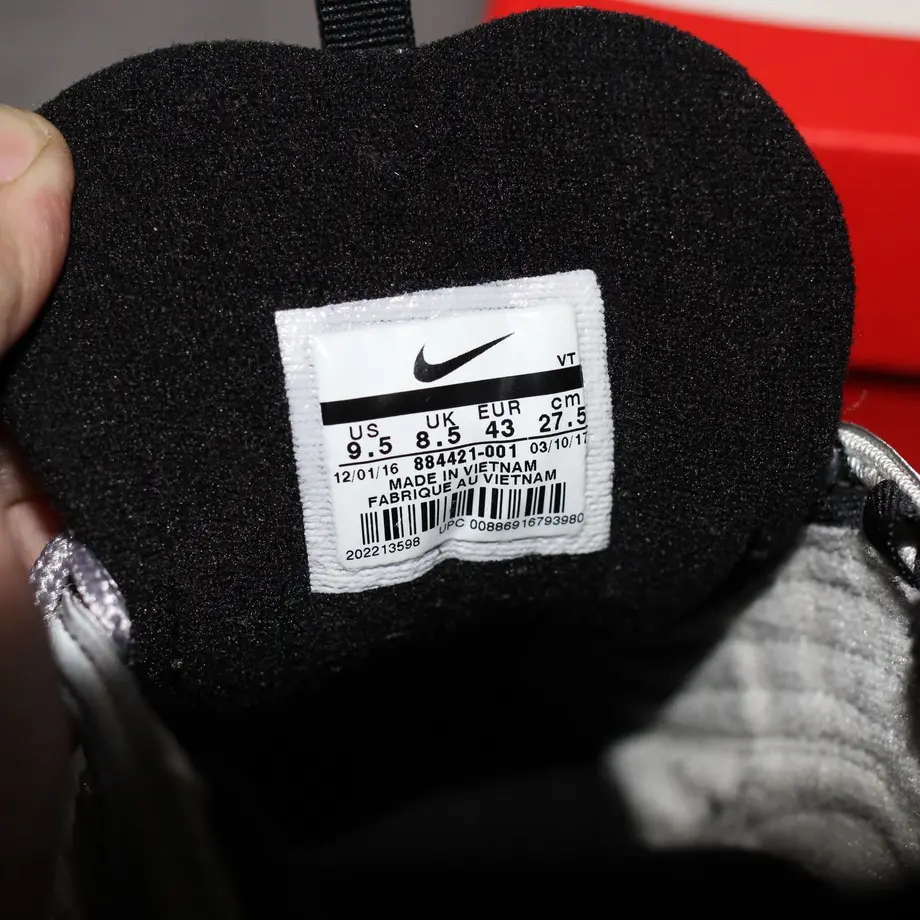 VT
US UK EUR cm
9.5 8.5 43 27.5
12/01/16 884421-001 03/10/17
MADE IN VIETNAM
FABRIQUE AU VIETNAM
202213598 UPC 00886916793980